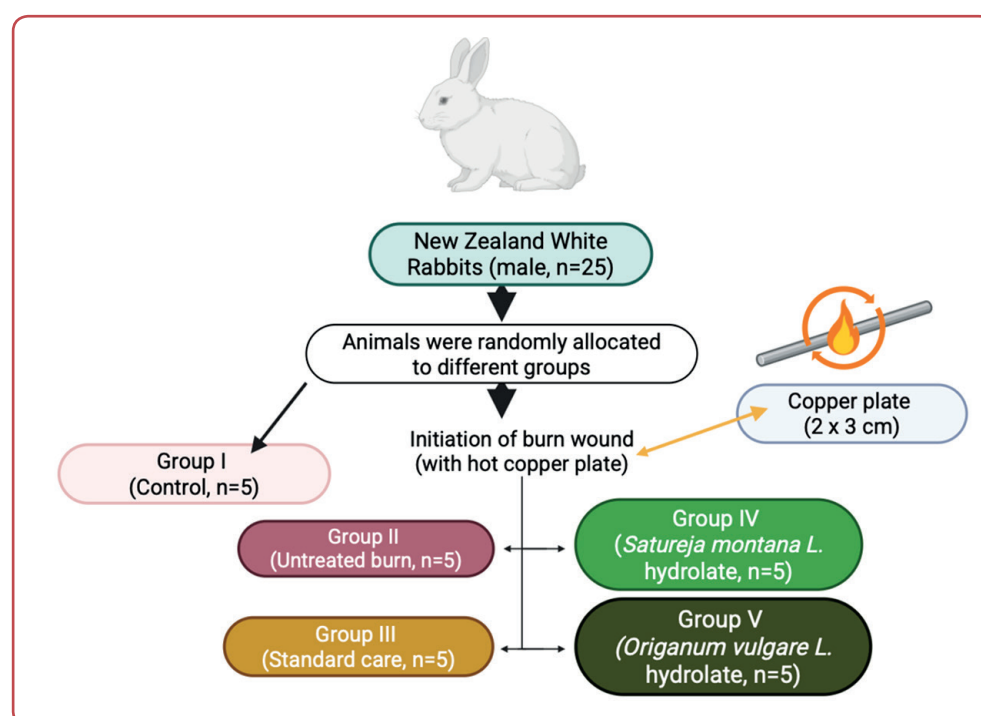 New Zealand White
Rabbits (male, n=25)
Animals were randomly allocated
to different groups
Copper plate
(2 x 3 cm)
Initiation of burn wound
(with hot copper plate)
Group I
(Control, n=5)
Group II
(Untreated burn, n=5)
Group IV
(Satureja montana L.
hydrolate, n=5)
Group III
(Standard care, n=5)
Group V
(Origanum vulgare L.
hydrolate, n=5)